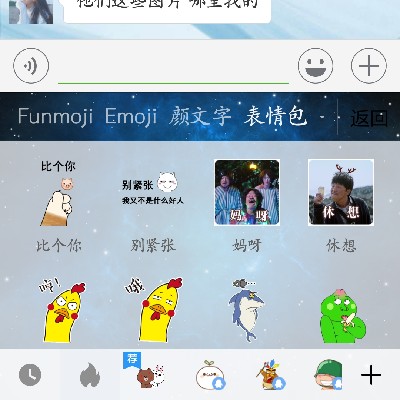 他们这些图片 哪里找的
Funmoji Emoji 颜文字 表情包 返回
比个你
别紧张
我又不是什么好人
妈呀
休想
比个你 别紧张 妈呀 休想
哼!
哦
荐